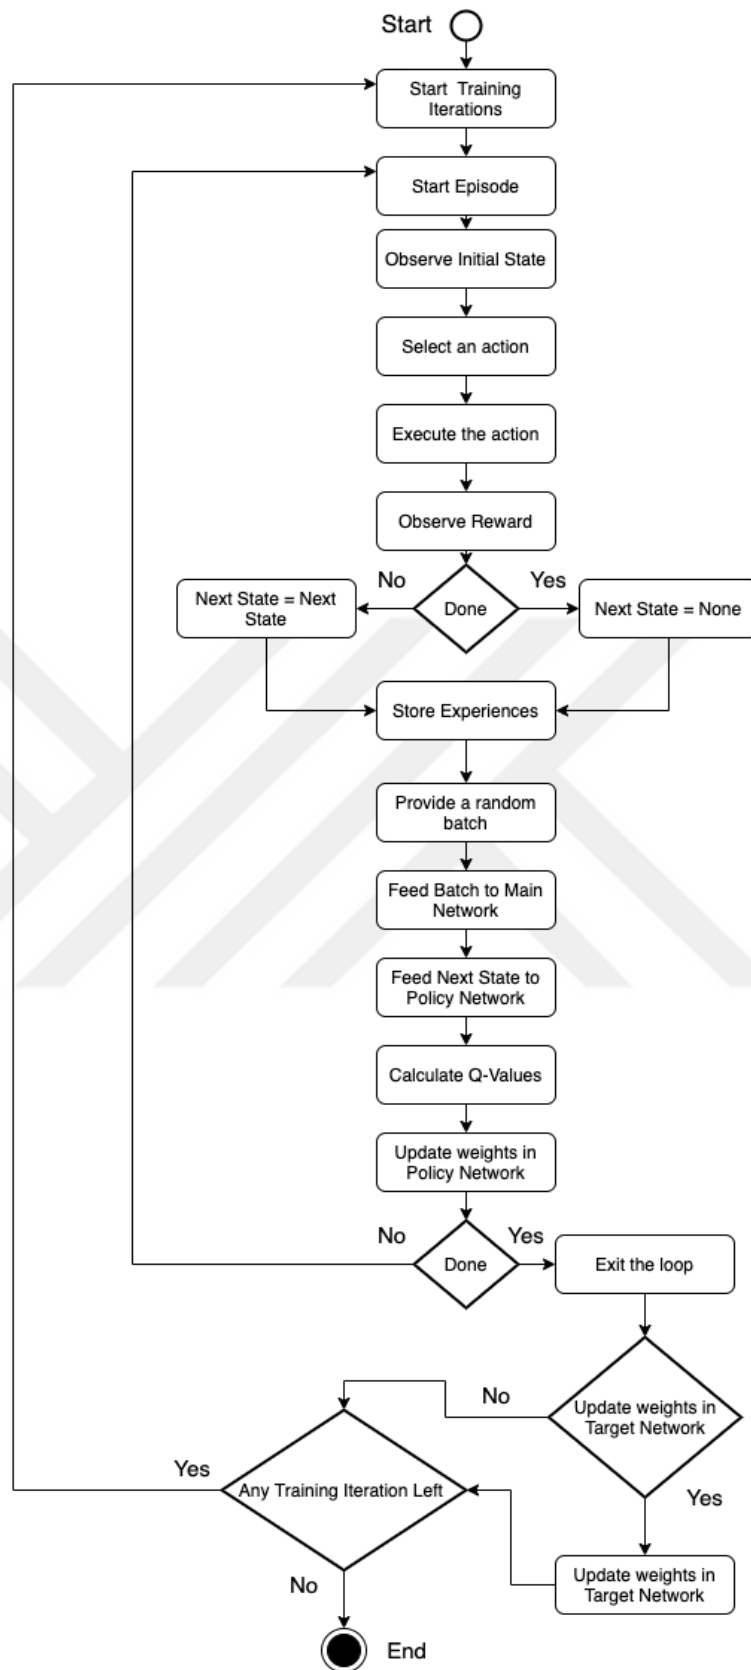 Start
Start Training
Iterations
Start Episode
Observe Initial State
Select an action
Execute the action
Observe Reward
No
Yes
Next State = Next
State
Done
Next State = None
Store Experiences
Provide a random
batch
Feed Batch to Main
Network
Feed Next State to
Policy Network
Calculate Q-Values
Update weights in
Policy Network
No
Yes
Done
Exit the loop
No
Update weights in
Target Network
Yes
Any Training Iteration Left
Yes
No
Update weights in
Target Network
End